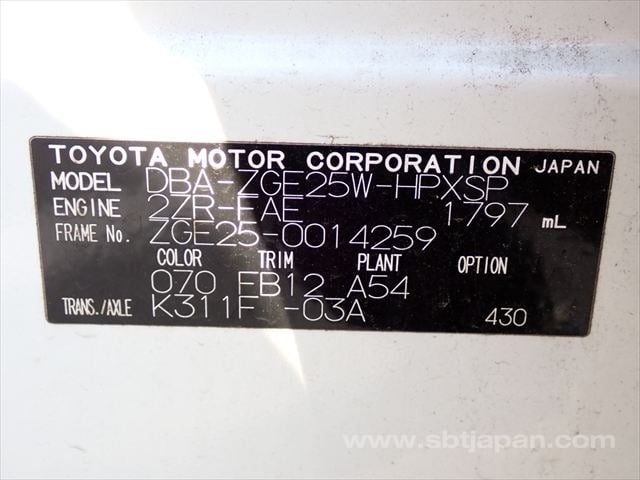 TOYOTA MOTOR CORPORATION JAPAN
MODEL DBA-ZGE25W-HPXSP
ENGINE 2ZR-FAE 1797 mL
FRAME No. ZGE25-0014259
COLOR TRIM PLANT OPTION
070 FB12 A54
TRANS./AXLE K311F -03A 430
www.sbtjapan.com